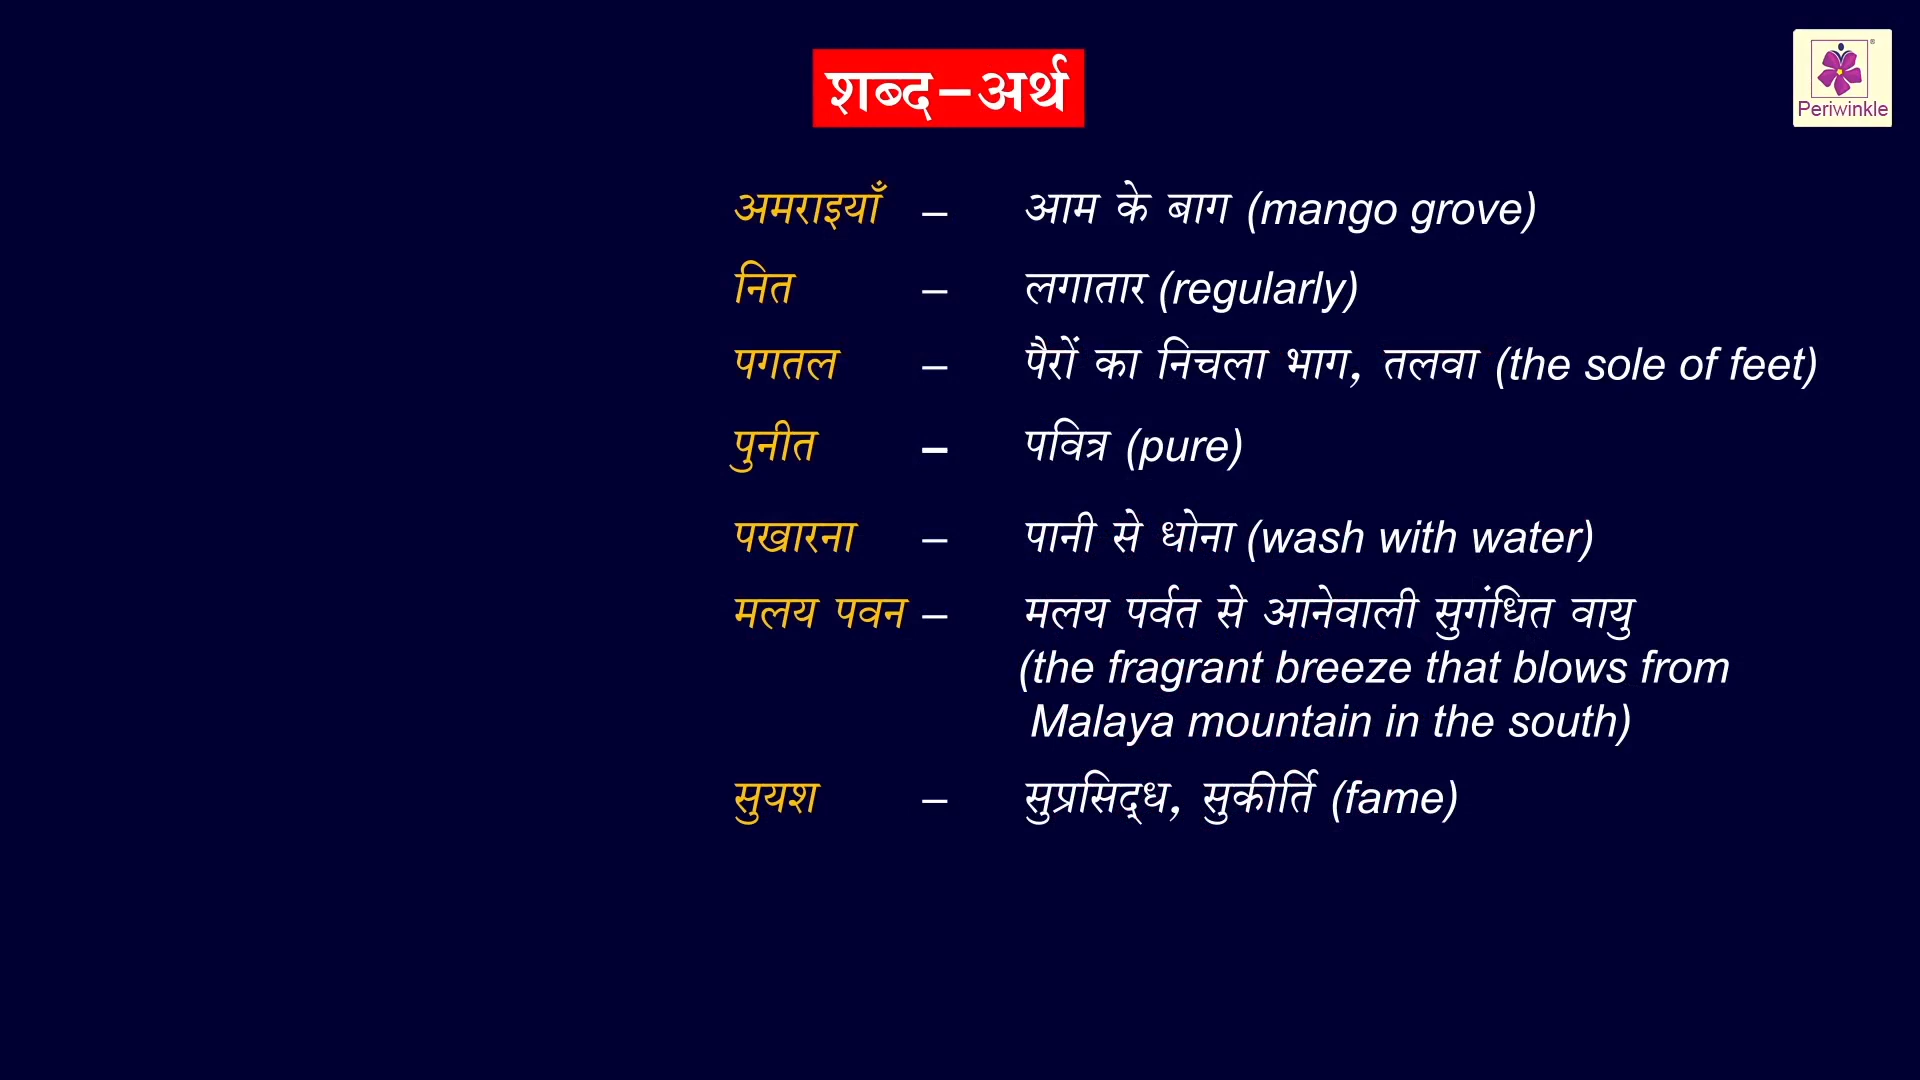 शब्द–अर्थ
Periwinkle
अमराइयाँ – आम के बाग (mango grove)
नित – लगातार (regularly)
पगतल – पैरों का निचला भाग, तलवा (the sole of feet)
पुनीत – पवित्र (pure)
पखारना – पानी से धोना (wash with water)
मलय पवन – मलय पर्वत से आनेवाली सुगंधित वायु
(the fragrant breeze that blows from
Malaya mountain in the south)
सुयश – सुप्रसिद्ध, सुकीर्ति (fame)